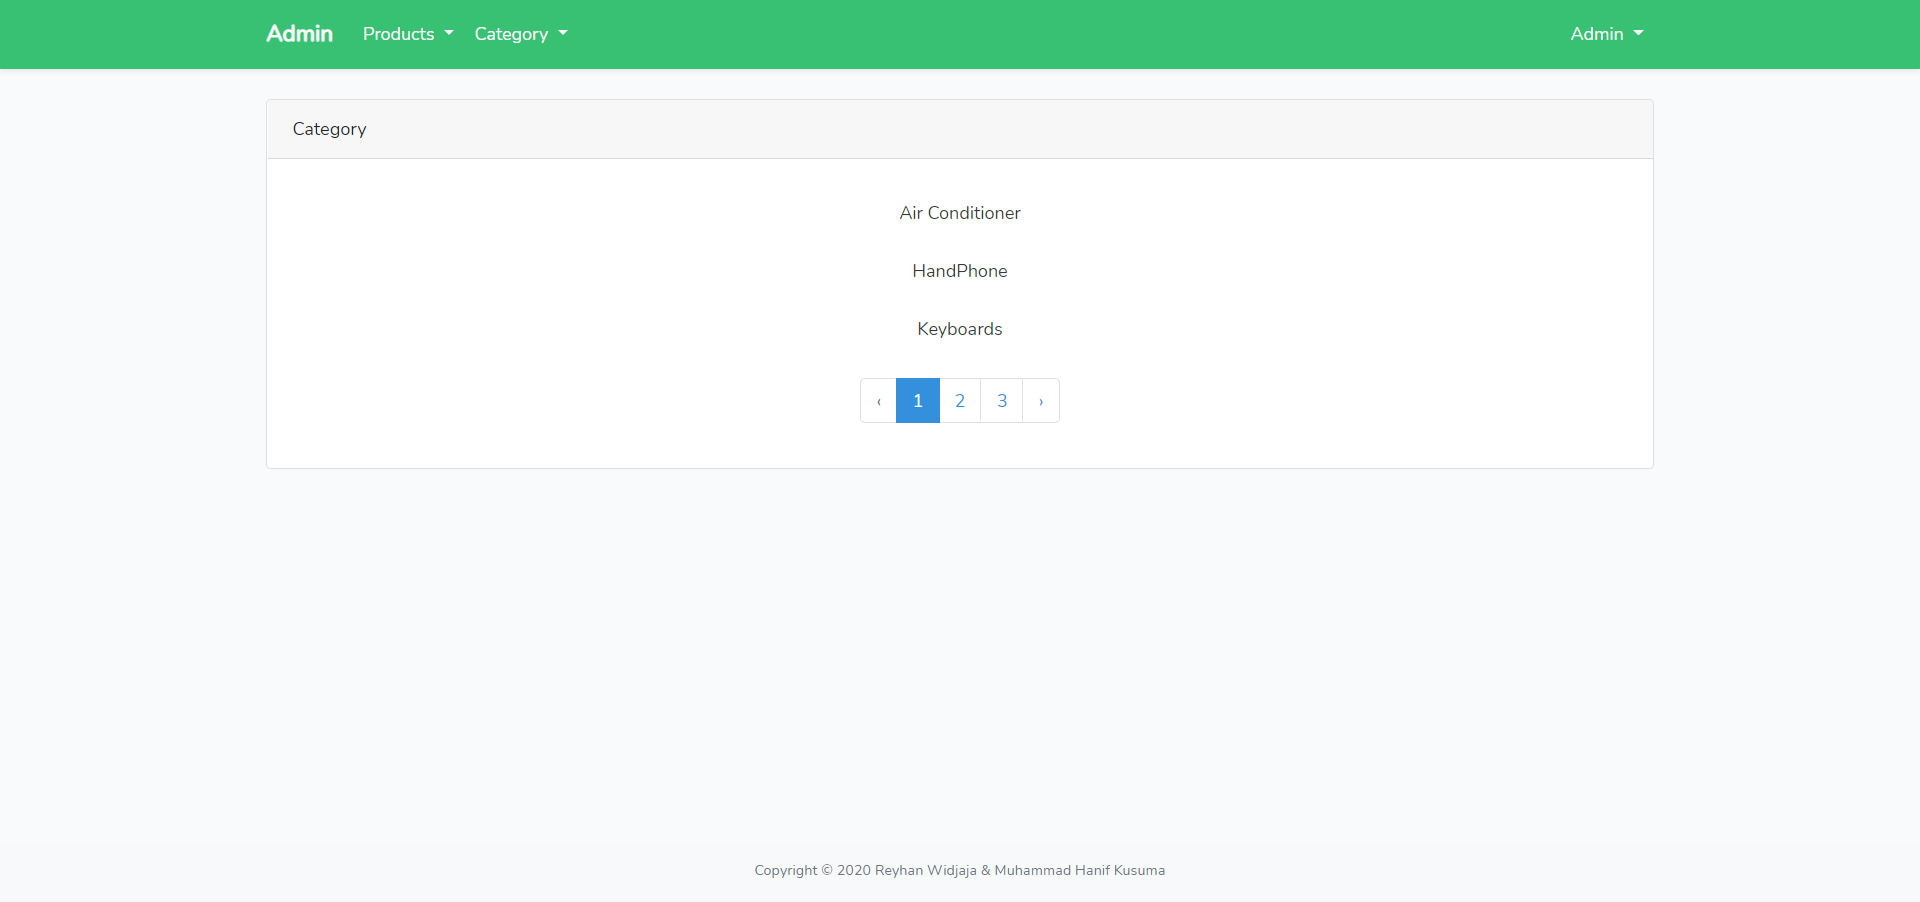 Admin Products Category Admin
Category
Air Conditioner
HandPhone
Keyboards
‹ 1 2 3 ›
Copyright © 2020 Reyhan Widjaja & Muhammad Hanif Kusuma